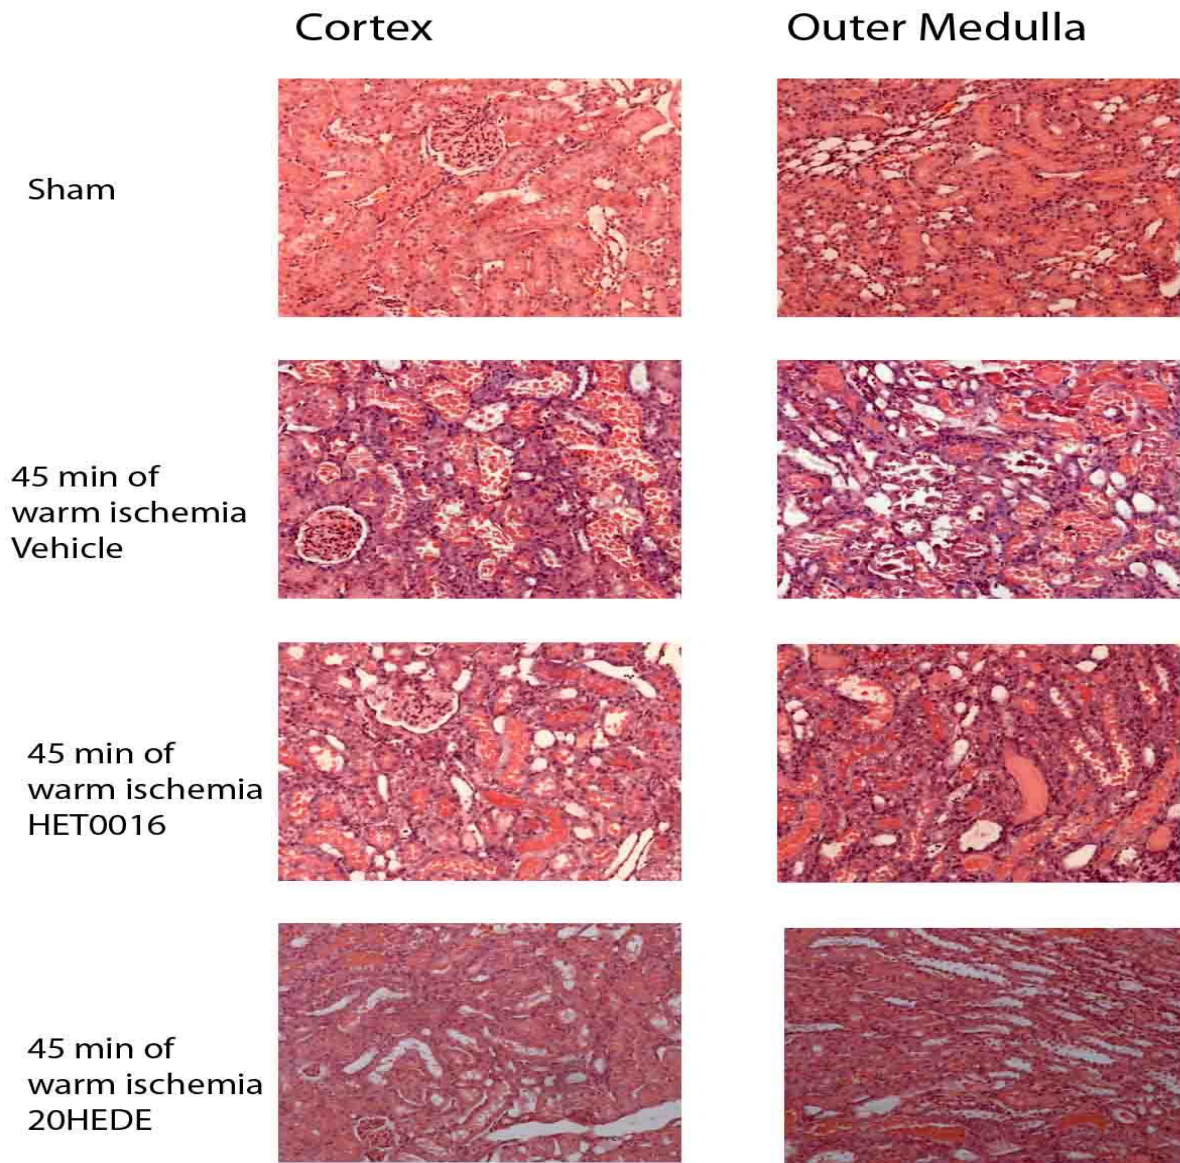 Cortex
Outer Medulla
Sham
45 min of
warm ischemia
Vehicle
45 min of
warm ischemia
HET0016
45 min of
warm ischemia
20HEDE